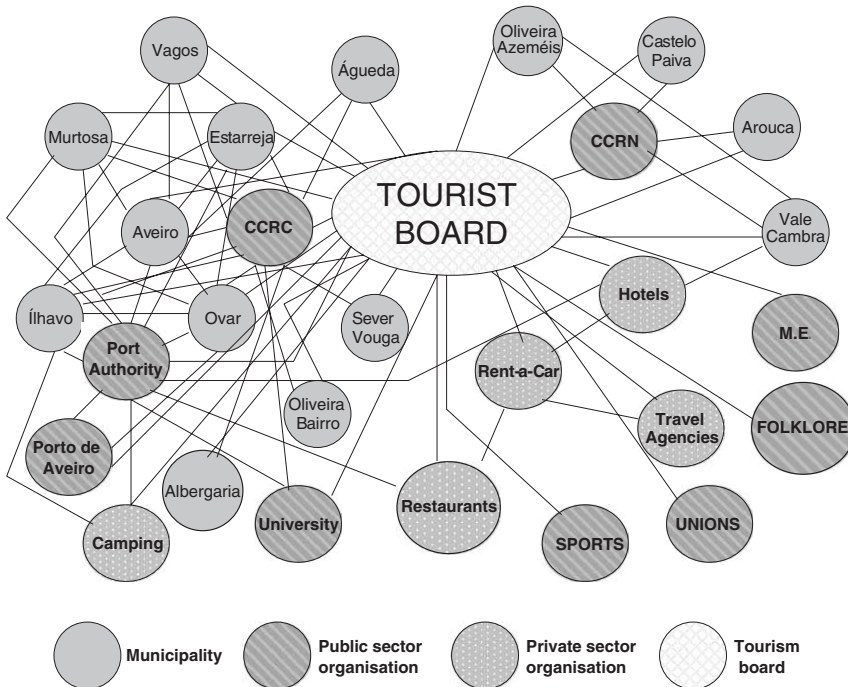 Vagos
Águeda
Oliveira
Azeméis
Castelo
Paiva
Murtosa
Estarreja
CCRN
Arouca
TOURIST
BOARD
Aveiro
CCRC
Vale
Cambra
Hotels
Ílhavo
Ovar
Sever
Vouga
M.E.
Port
Authority
Rent-a-Car
Oliveira
Bairro
Travel
Agencies
FOLKLORE
Porto de
Aveiro
Albergaria
University
Restaurants
Camping
SPORTS
UNIONS
Municipality
Public sector
organisation
Private sector
organisation
Tourism
board